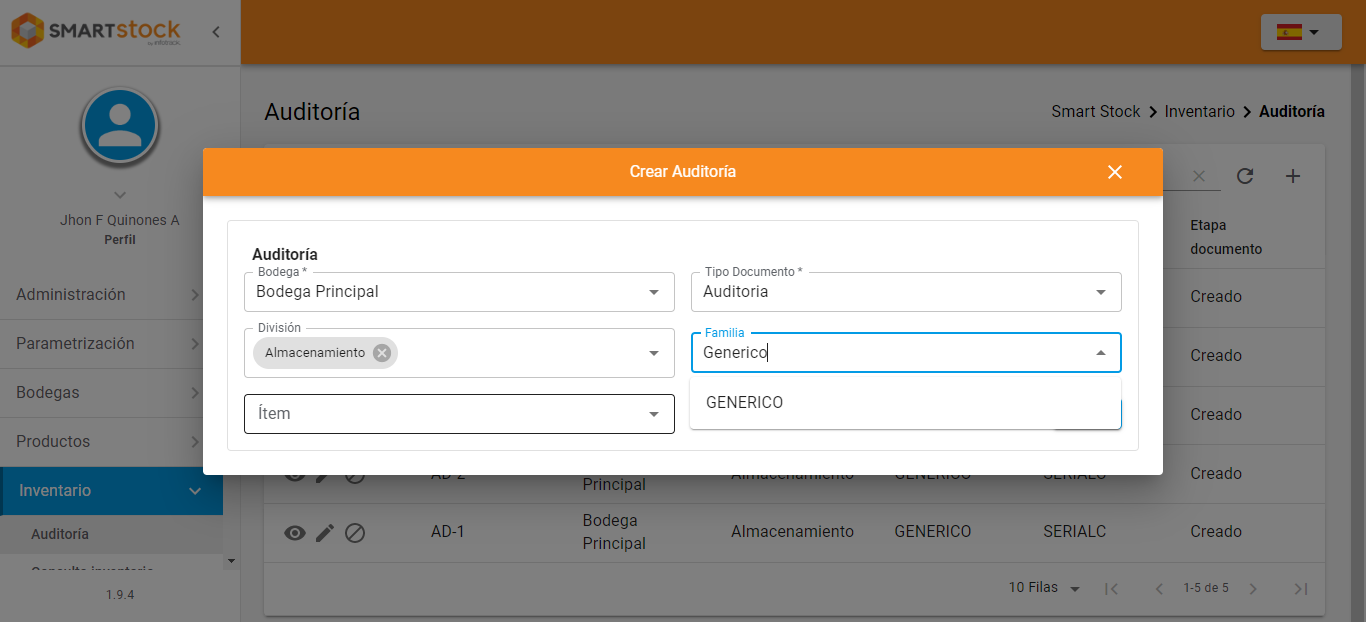 SMARTstock
by infotrack
Jhon F Quinones A
Perfil
Administración
Parametrización
Bodegas
Productos
Inventario
Auditoría
Consulta inventario
1.9.4
Auditoría
Smart Stock Inventario Auditoría
Crear Auditoría
Auditoría
Bodega *
Bodega Principal
Tipo Documento *
Auditoria
División
Almacenamiento
Familia
Generico
GENERICO
Ítem
Etapa
documento
Creado
Creado
Creado
AD-2 Principal Almacenamiento GENERICO SERIALC Creado
AD-1 Bodega
Principal Almacenamiento GENERICO SERIALC Creado
10 Filas 1-5 de 5